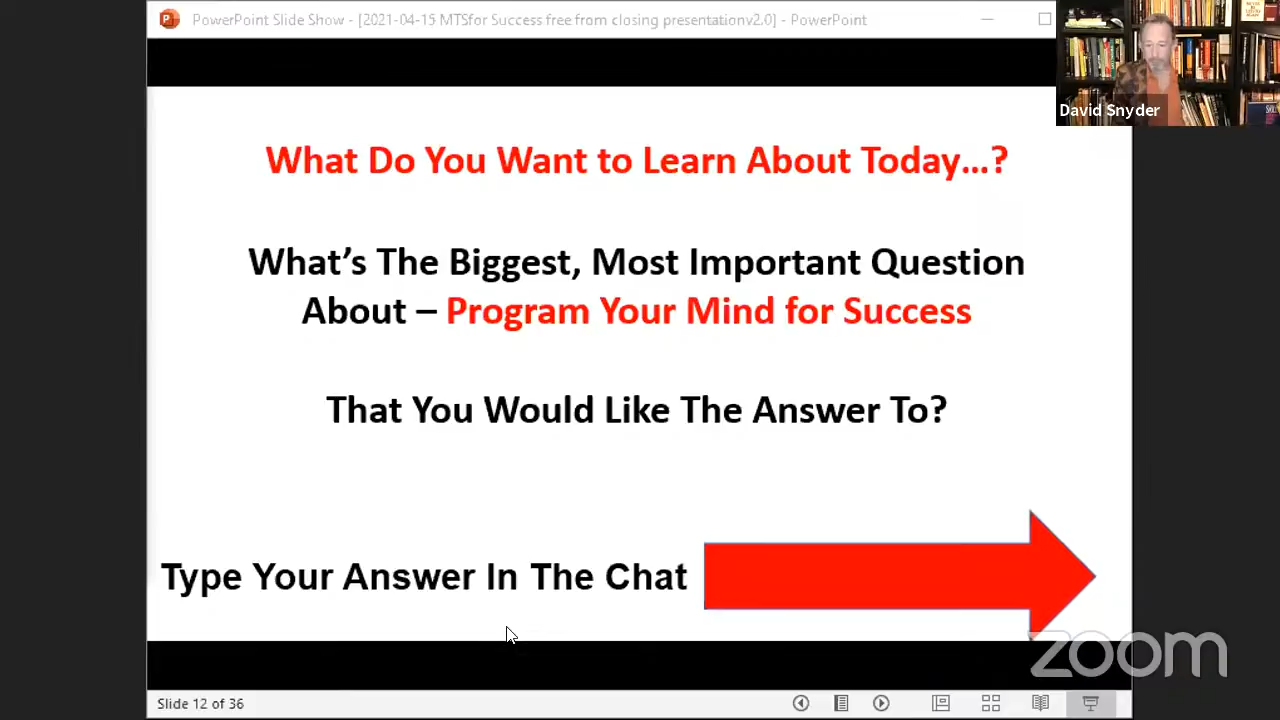 PowerPoint Slide Show - [2021-04-15 MTSfor Success free from closing presentationv2.0] - PowerPoint
David Snyder
What Do You Want to Learn About Today...?
What's The Biggest, Most Important Question
About – Program Your Mind for Success
That You Would Like The Answer To?
Type Your Answer In The Chat
zoom
Slide 12 of 36